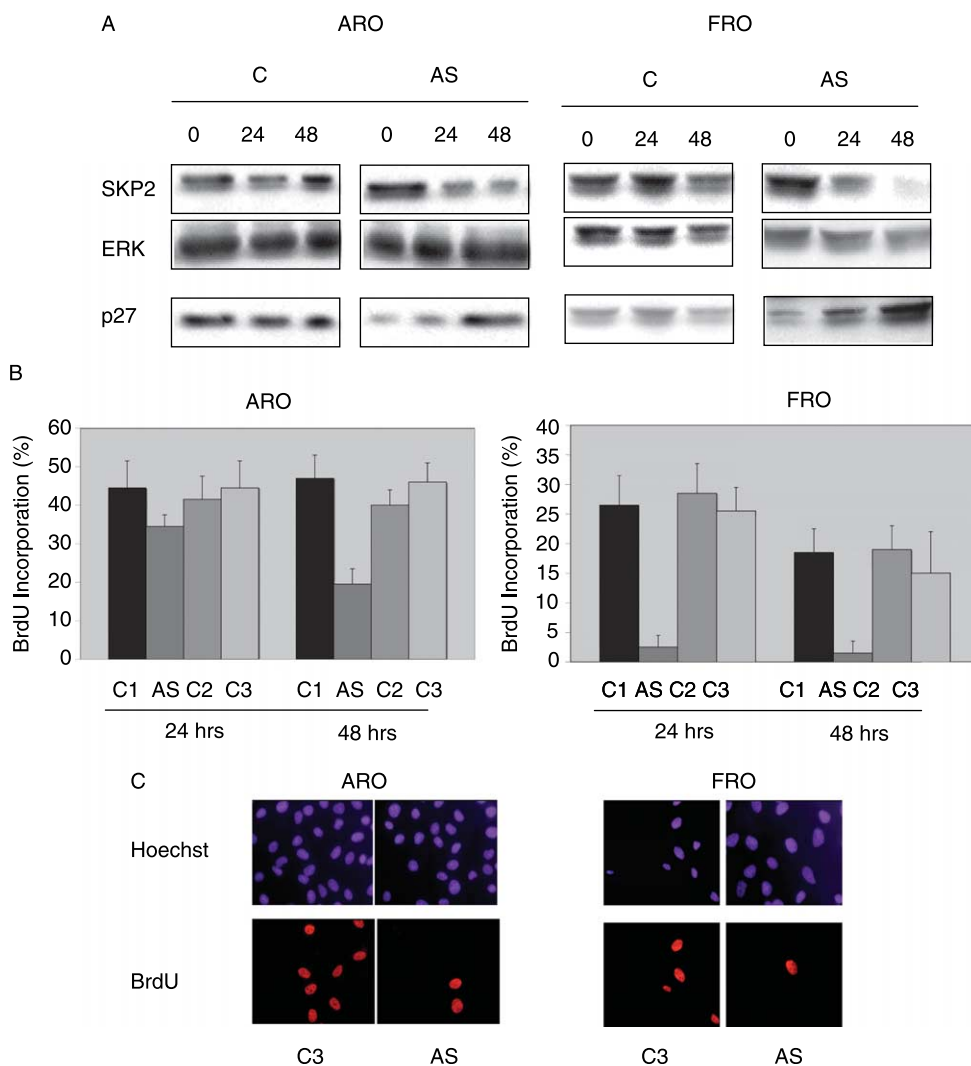 A ARO FRO
C AS C AS
0 24 48 0 24 48 0 24 48 0 24 48
SKP2
ERK
p27
B
ARO FRO
BrdU Incorporation (%)
60
50
40
30
20
10
0
C1 AS C2 C3 C1 AS C2 C3
24 hrs 48 hrs
BrdU Incorporation (%)
40
35
30
25
20
15
10
5
0
C1 AS C2 C3 C1 AS C2 C3
24 hrs 48 hrs
C ARO FRO
Hoechst
BrdU
C3 AS C3 AS